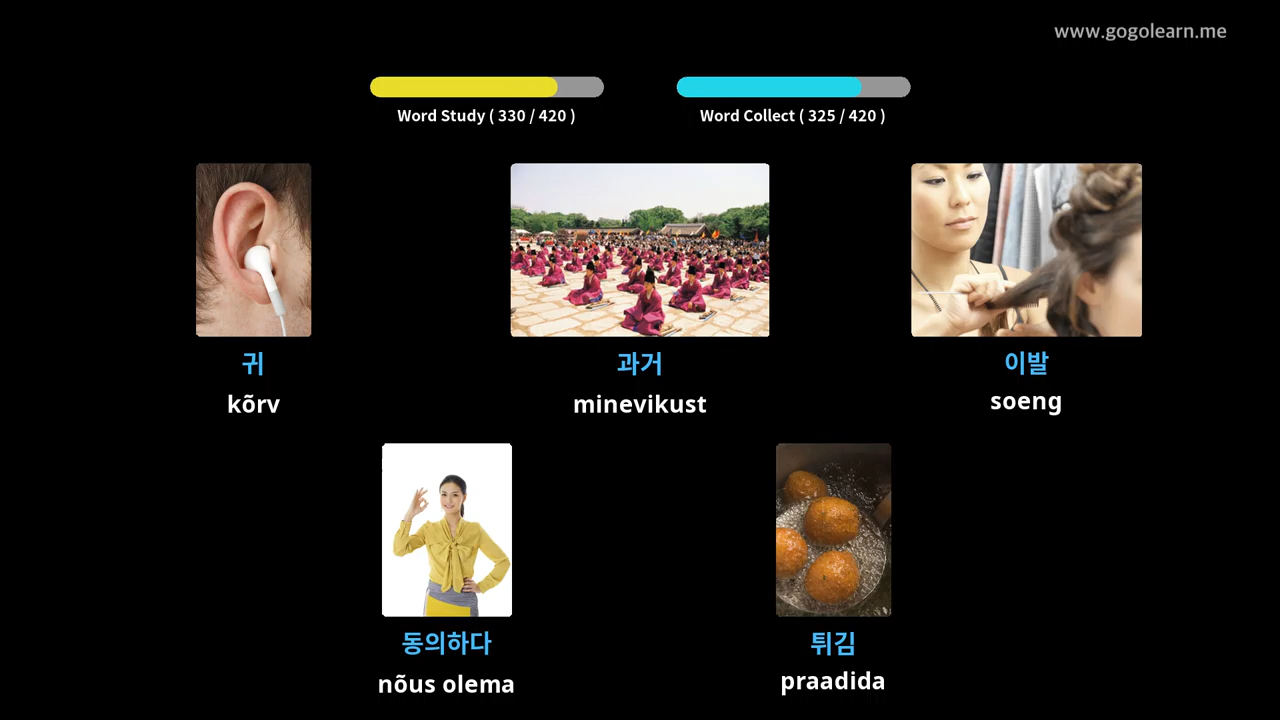 www.gogolearn.me
Word Study ( 330 / 420 )
Word Collect ( 325 / 420 )
귀
kõrv
과거
minevikust
이발
soeng
동의하다
nõus olema
튀김
praadida